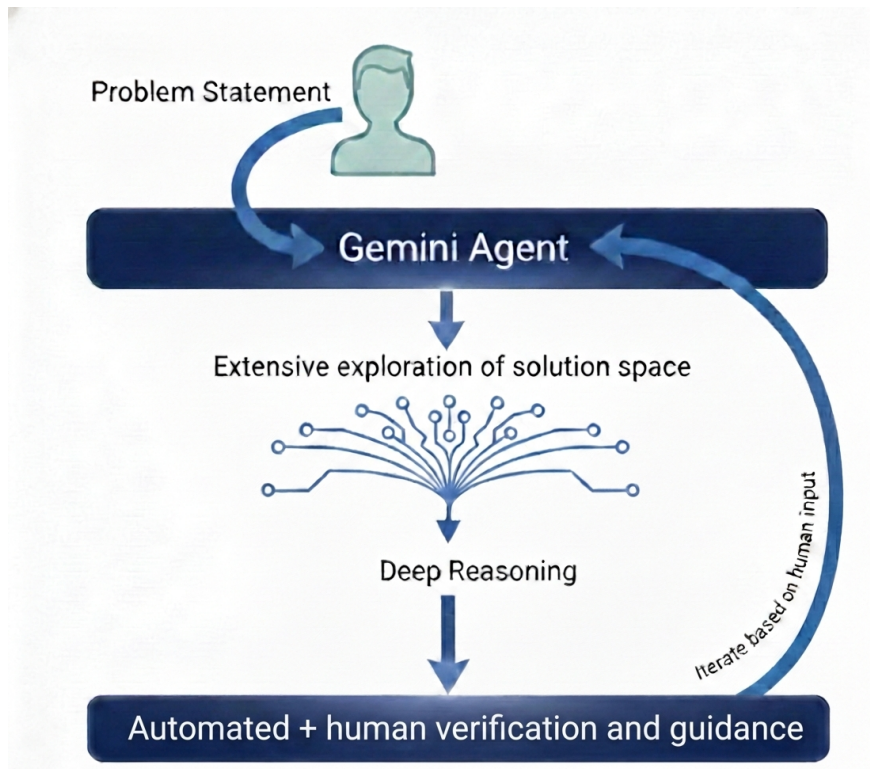 Problem Statement
Gemini Agent
Extensive exploration of solution space
Deep Reasoning
Iterate based on human input
Automated + human verification and guidance